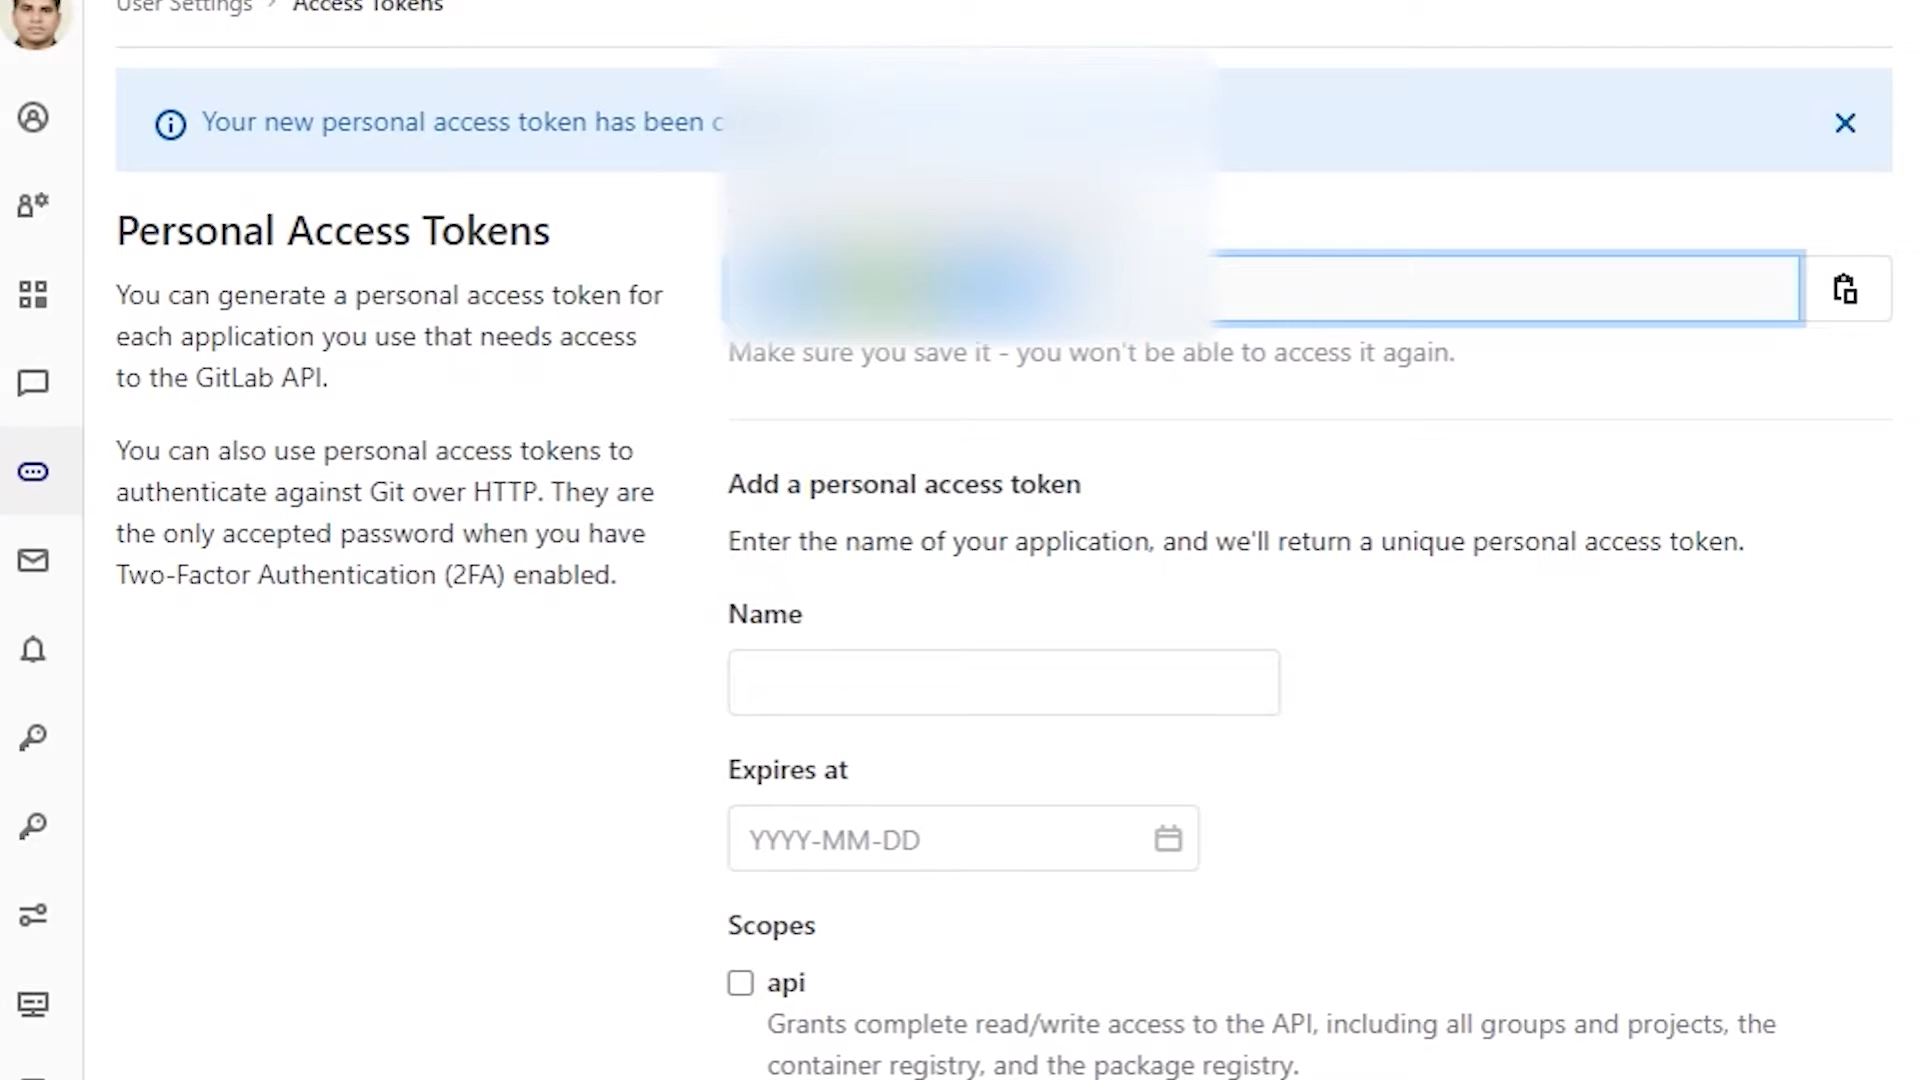 User Settings > Access Tokens
Your new personal access token has been
Personal Access Tokens
You can generate a personal access token for
each application you use that needs access
to the GitLab API.
You can also use personal access tokens to
authenticate against Git over HTTP. They are
the only accepted password when you have
Two-Factor Authentication (2FA) enabled.
Make sure you save it - you won't be able to access it again.
Add a personal access token
Enter the name of your application, and we'll return a unique personal access token.
Name
Expires at
YYYY-MM-DD
Scopes
api
Grants complete read/write access to the API, including all groups and projects, the
container registry, and the package registry.